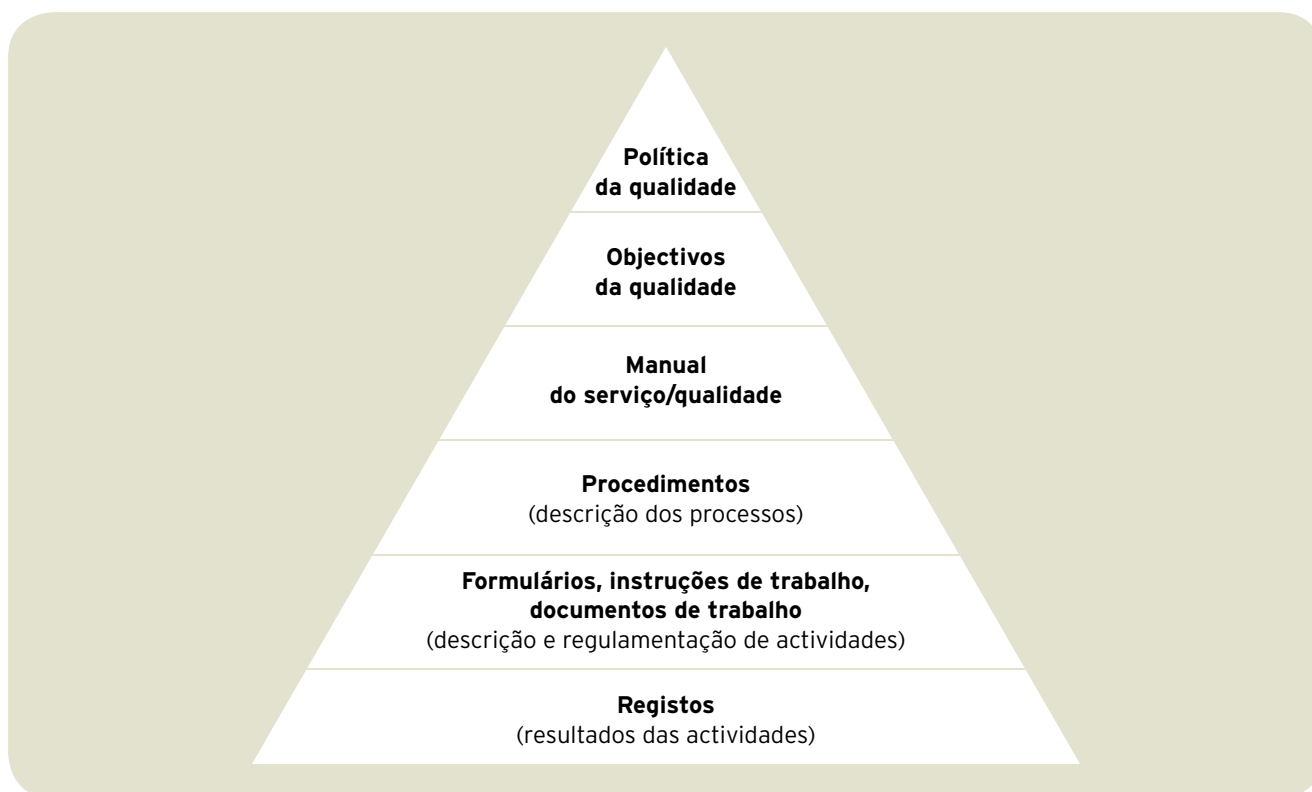 Política
da qualidade
Objectivos
da qualidade
Manual
do serviço/qualidade
Procedimentos
(descrição dos processos)
Formulários, instruções de trabalho,
documentos de trabalho
(descrição e regulamentação de actividades)
Registos
(resultados das actividades)